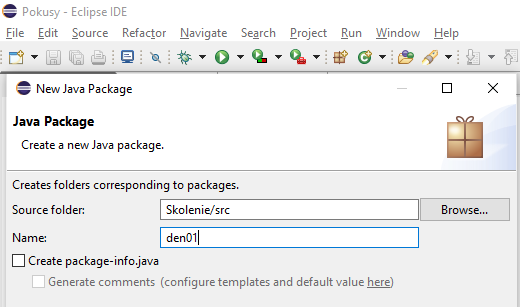 Pokusy - Eclipse IDE
File Edit Source Refactor Navigate Search Project Run Window Help
New Java Package
Java Package
Create a new Java package.
Creates folders corresponding to packages.
Source folder: Skolenie/src Browse...
Name: den01
Create package-info.java
Generate comments (configure templates and default value here)